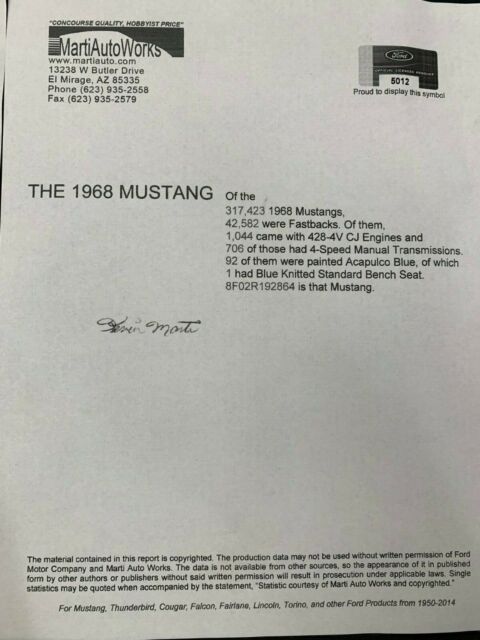 "CONCOURSE QUALITY, HOBBYIST PRICE"
MartiAutoWorks
www.martiauto.com
13238 W Butler Drive
El Mirage, AZ 85335
Phone (623) 935-2558
Fax (623) 935-2579
Ford
OFFICIAL LICENSED PRODUCT
5012
Proud to display this symbol
THE 1968 MUSTANG
Of the
317,423 1968 Mustangs,
42,582 were Fastbacks. Of them,
1,044 came with 428-4V CJ Engines and
706 of those had 4-Speed Manual Transmissions.
92 of them were painted Acapulco Blue, of which
1 had Blue Knitted Standard Bench Seat.
8F02R192864 is that Mustang.
Kevin Marti
The material contained in this report is copyrighted. The production data may not be used without written permission of Ford
Motor Company and Marti Auto Works. The data is not available from other sources, so the appearance of it in published
form by other authors or publishers without said written permission will result in prosecution under applicable laws. Single
statistics may be quoted when accompanied by the statement, "Statistic courtesy of Marti Auto Works and copyrighted."
For Mustang, Thunderbird, Cougar, Falcon, Fairlane, Lincoln, Torino, and other Ford Products from 1950-2014